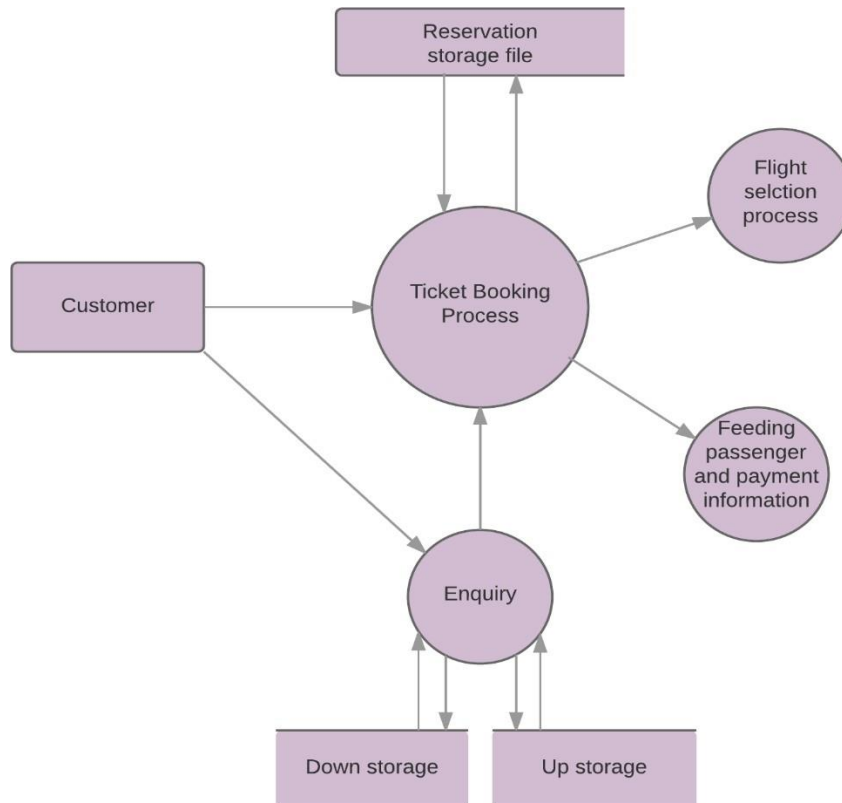 Reservation
storage file
Flight
selction
process
Ticket Booking
Process
Customer
Feeding
passenger
and payment
information
Enquiry
Down storage
Up storage